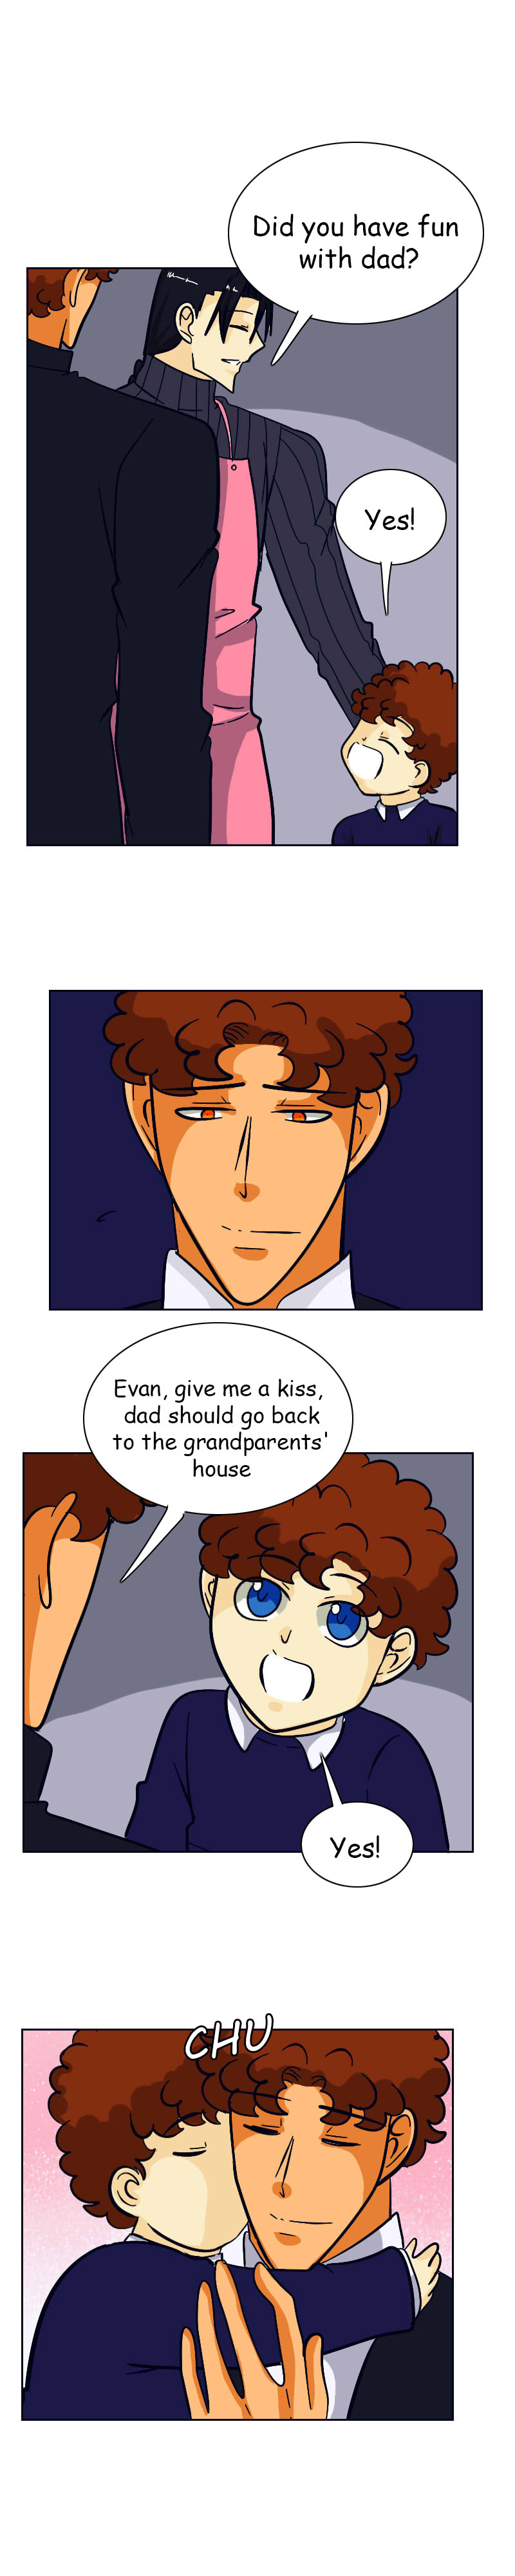 Did you have fun
with dad?
Yes!
Evan, give me a kiss,
dad should go back
to the grandparents'
house
Yes!
CHU